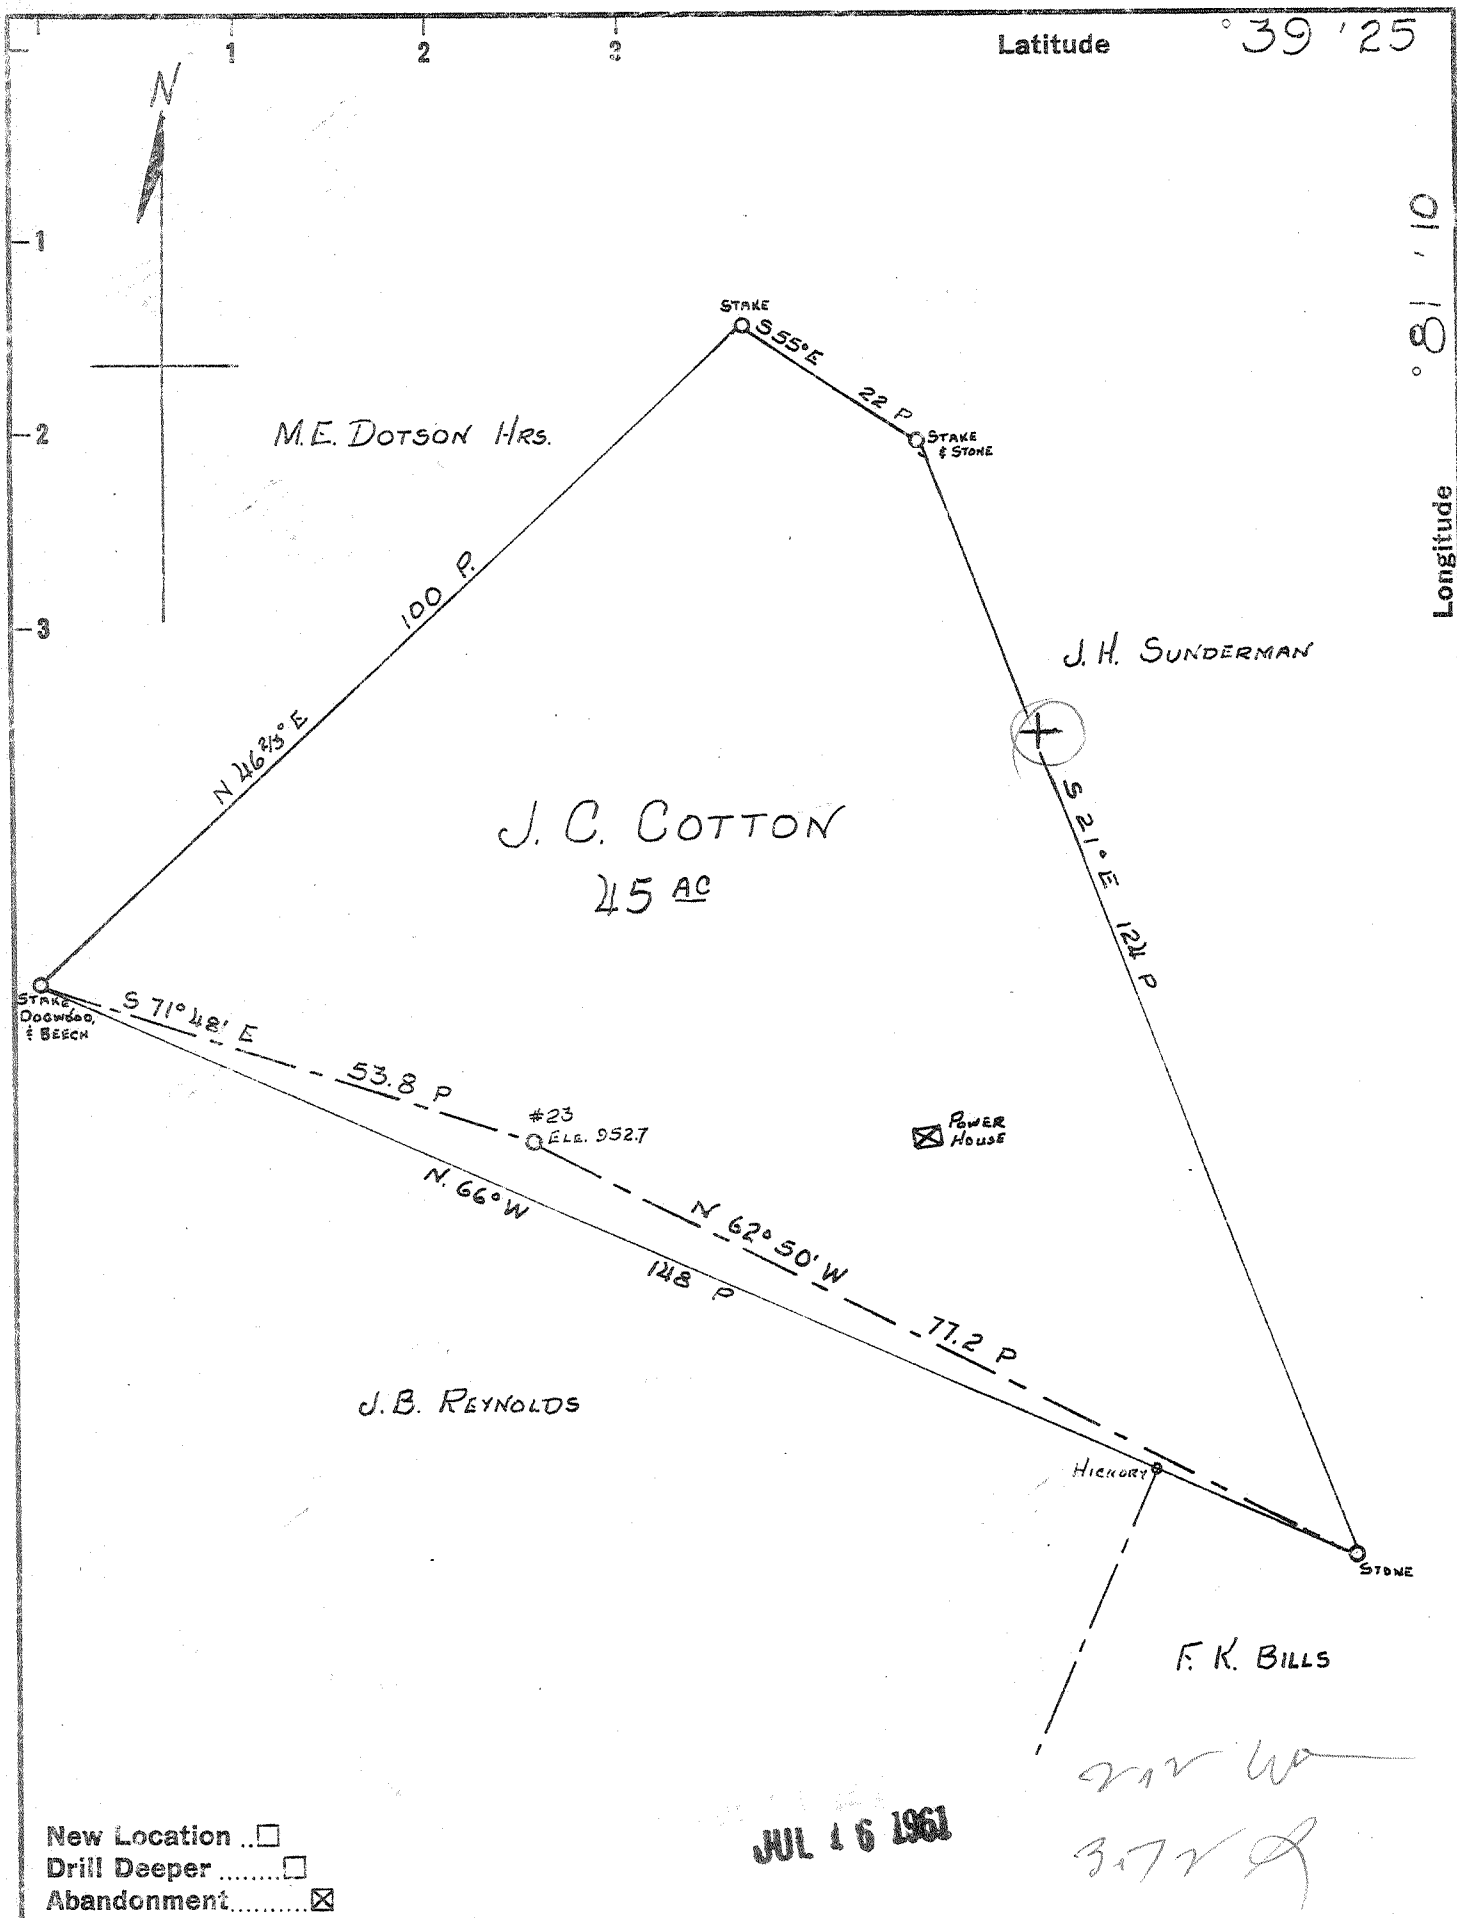 1 2 3 Latitude °39 '25
N
1
°81 '10
STAKE
S 55° E
22 P
2
M.E. DOTSON HRS.
STAKE
& STONE
Longitude
100 P.
3
J. H. SUNDERMAN
N 46 2/3° E
S 21° E 124 P
J. C. COTTON
45 AC
STAKE,
DOGWOOD,
& BEECH
S 71° 48' E
53.8 P
#23
ELE. 952.7
POWER
HOUSE
N. 66° W
148 P
N 62° 50' W
77.2 P
J.B. REYNOLDS
HICKORY
STONE
F. K. BILLS
New Location ..☐
Drill Deeper ........☐
Abandonment..........☒
JUL 16 1961